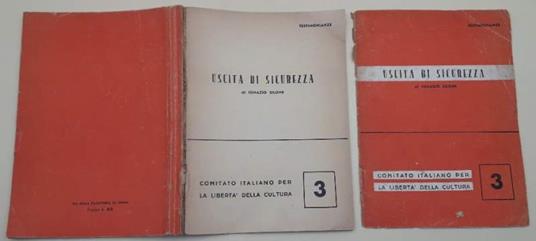 TESTIMONIANZE
USCITA DI SICUREZZA
di IGNAZIO SILONE
COMITATO ITALIANO PER
LA LIBERTA' DELLA CULTURA
3
TESTIMONIANZE
USCITA DI SICUREZZA
di IGNAZIO SILONE
COMITATO ITALIANO PER
LA LIBERTA' DELLA CULTURA
3